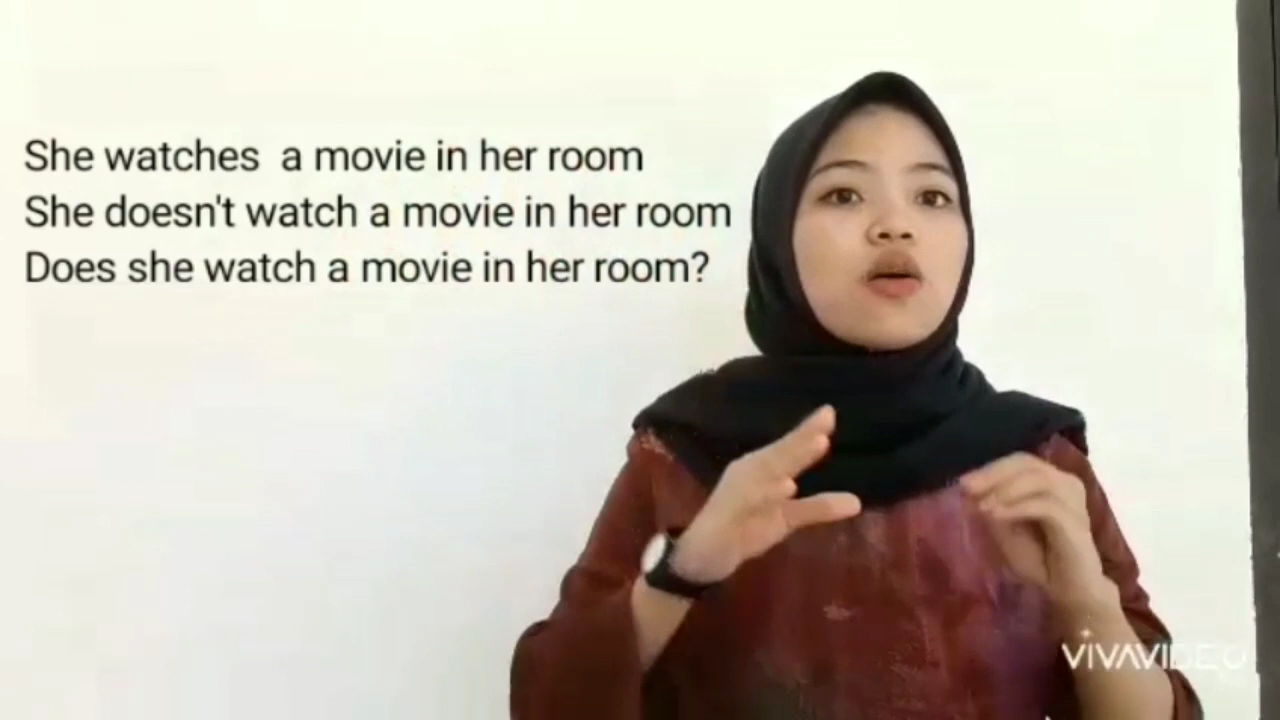 She watches  a movie in her room
She doesn't watch a movie in her room
Does she watch a movie in her room?
VIVAVIDEO